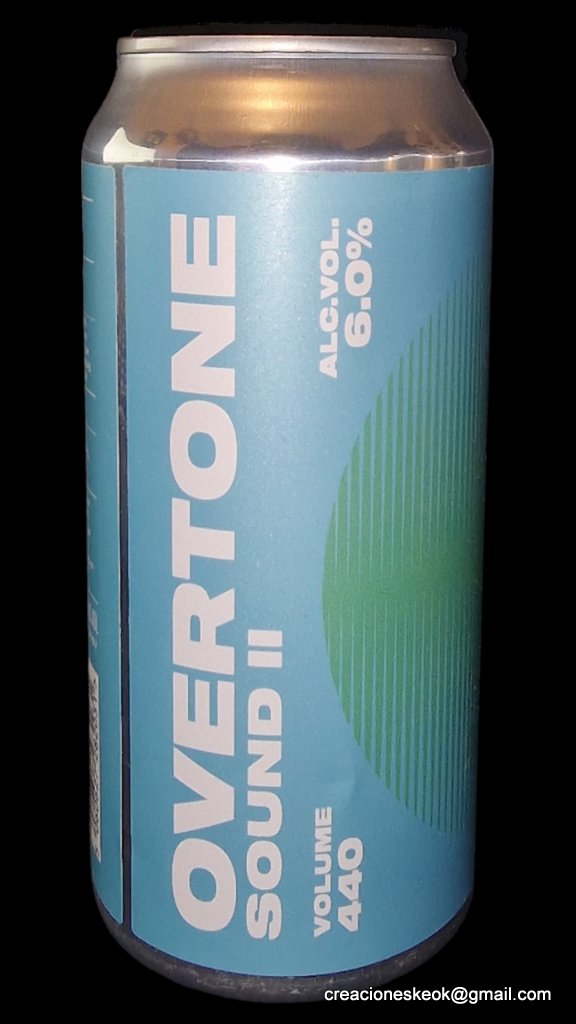 OVERTONE
SOUND II
ALC.VOL.
6.0%
VOLUME
440
creacioneskeok@gmail.com